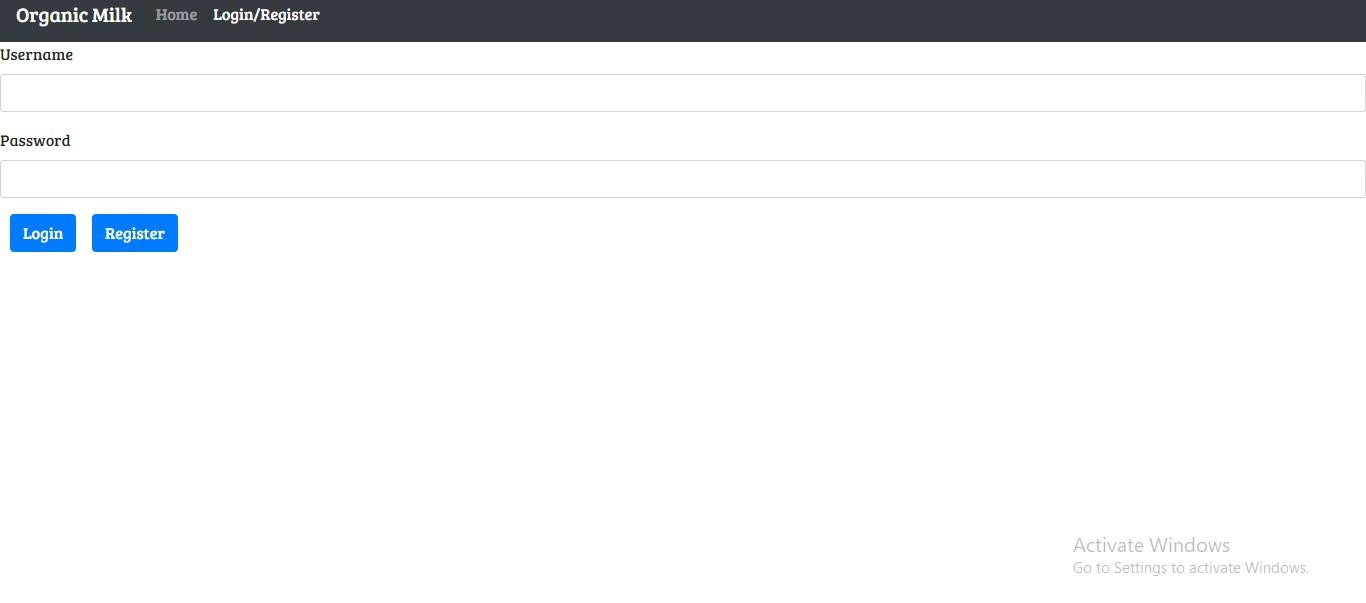 Organic Milk Home Login/Register
Username
Password
Login Register
Activate Windows
Go to Settings to activate Windows.